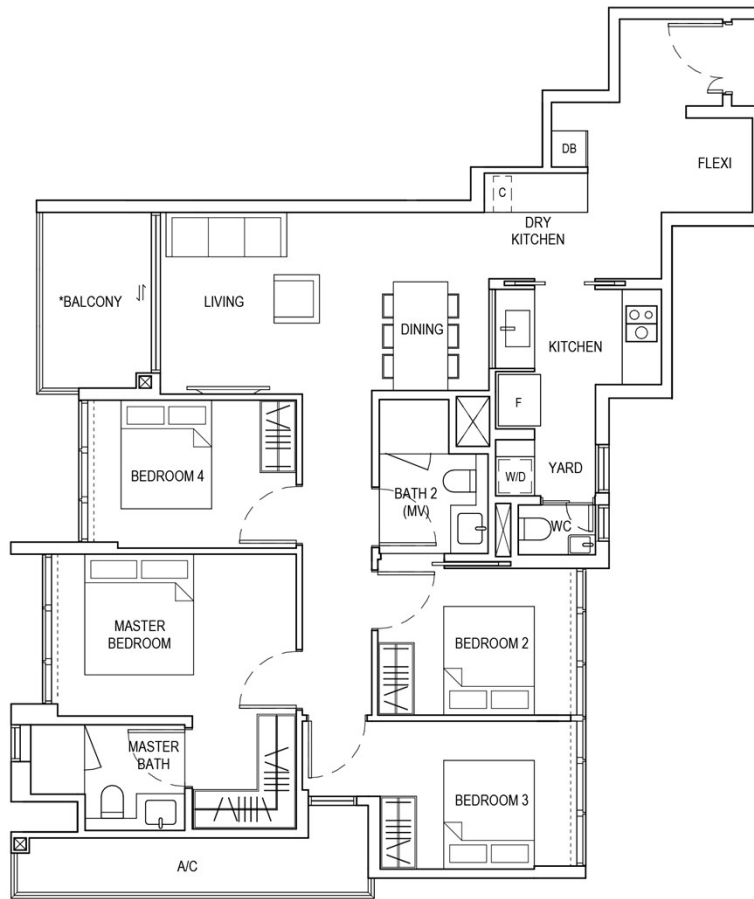 DB
FLEXI
C
DRY
KITCHEN
*BALCONY
LIVING
DINING
KITCHEN
F
BEDROOM 4
W/D
YARD
BATH 2
(MV)
WC
MASTER
BEDROOM
BEDROOM 2
MASTER
BATH
BEDROOM 3
A/C